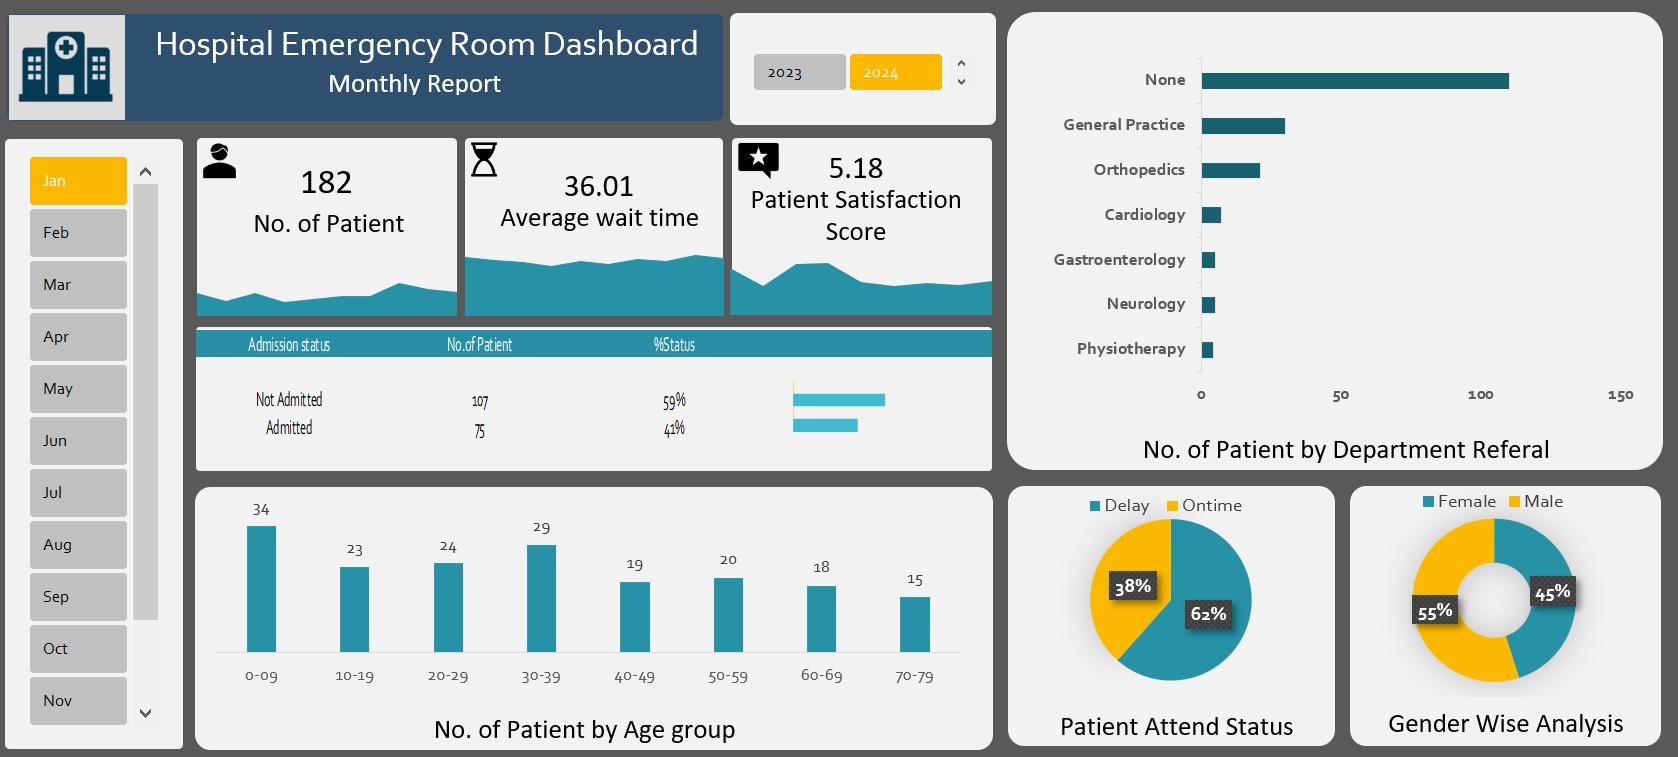 Hospital Emergency Room Dashboard
Monthly Report
2023 2024
Jan
Feb
Mar
Apr
May
Jun
Jul
Aug
Sep
Oct
Nov
182
No. of Patient
36.01
Average wait time
5.18
Patient Satisfaction
Score
Admission status No.of Patient %Status
Not Admitted 107 59%
Admitted 75 41%
None
General Practice
Orthopedics
Cardiology
Gastroenterology
Neurology
Physiotherapy
0 50 100 150
No. of Patient by Department Referal
34 23 24 29 19 20 18 15
0-09 10-19 20-29 30-39 40-49 50-59 60-69 70-79
No. of Patient by Age group
Delay Ontime
38%
62%
Patient Attend Status
Female Male
45%
55%
Gender Wise Analysis